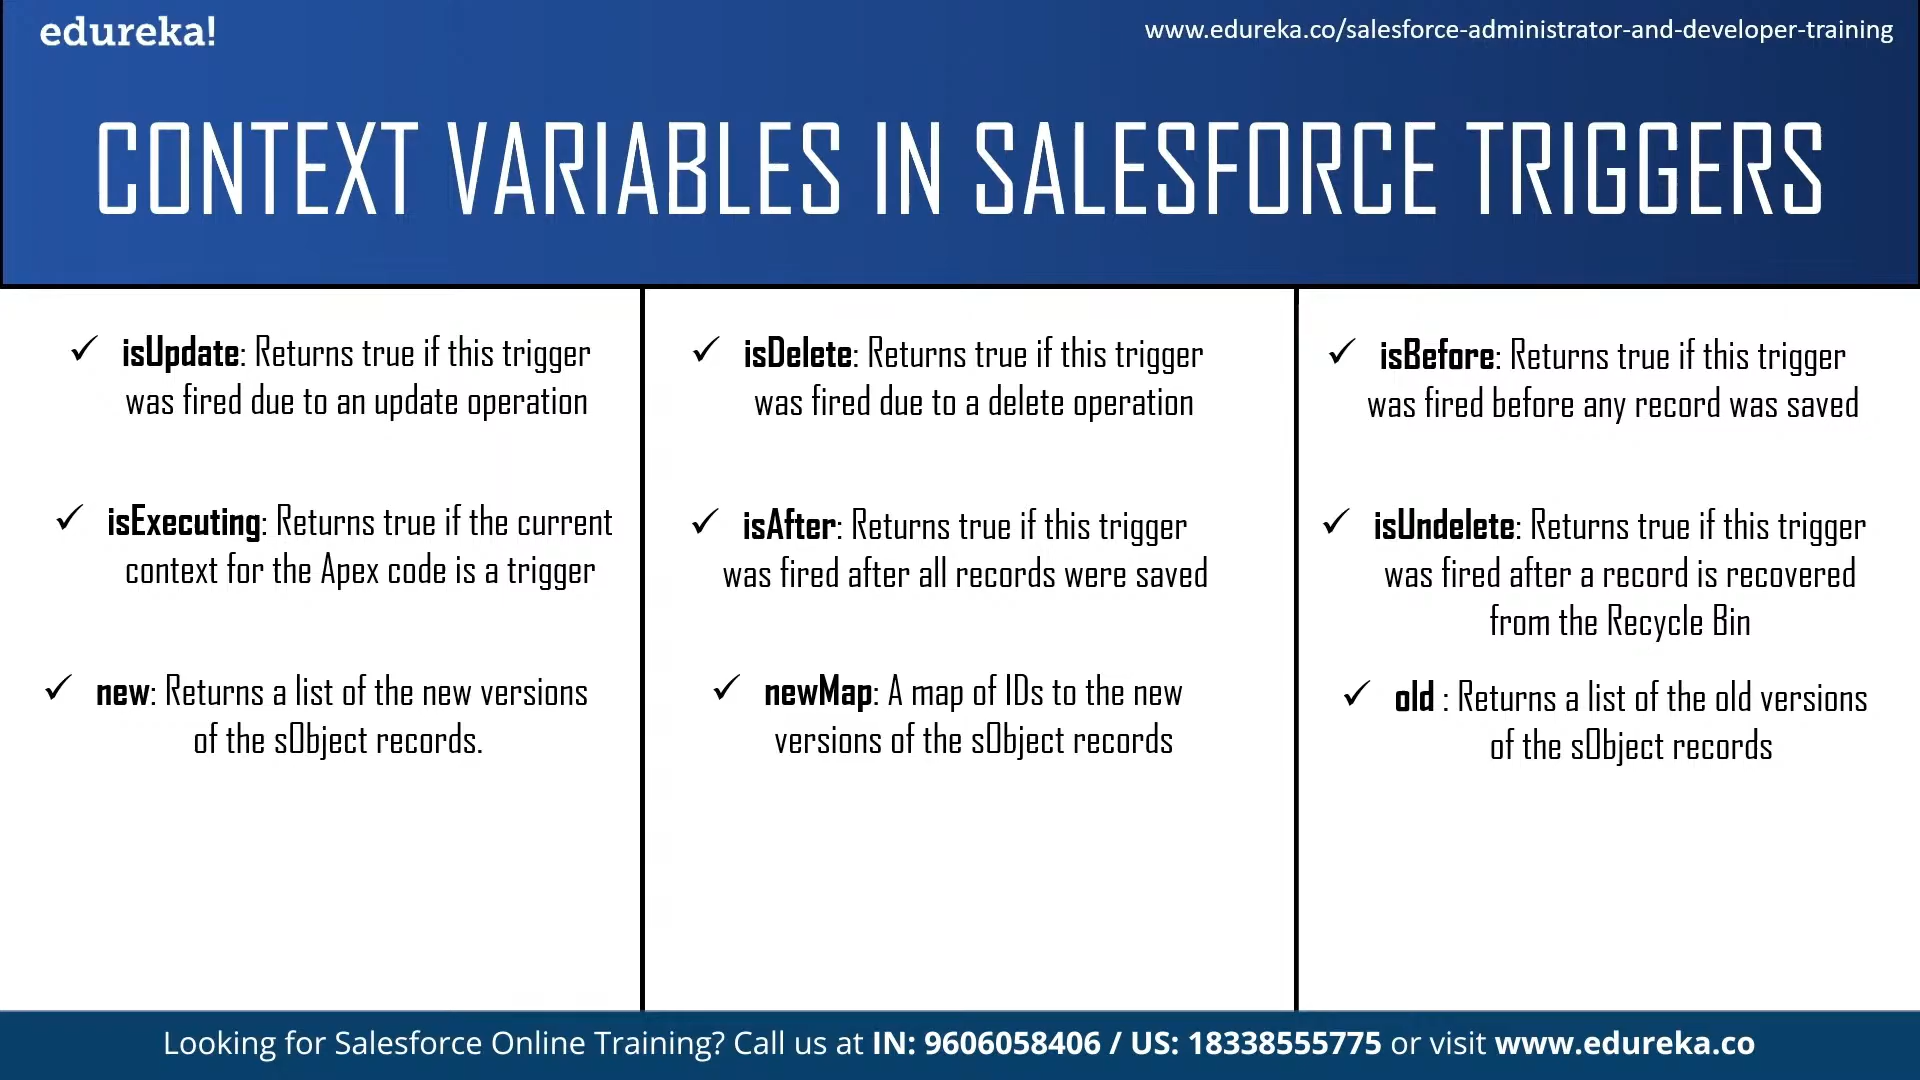 edureka!
www.edureka.co/salesforce-administrator-and-developer-training
CONTEXT VARIABLES IN SALESFORCE TRIGGERS
✓ isUpdate: Returns true if this trigger
was fired due to an update operation
✓ isExecuting: Returns true if the current
context for the Apex code is a trigger
✓ new: Returns a list of the new versions
of the sObject records.
✓ isDelete: Returns true if this trigger
was fired due to a delete operation
✓ isAfter: Returns true if this trigger
was fired after all records were saved
✓ newMap: A map of IDs to the new
versions of the sObject records
✓ isBefore: Returns true if this trigger
was fired before any record was saved
✓ isUndelete: Returns true if this trigger
was fired after a record is recovered
from the Recycle Bin
✓ old : Returns a list of the old versions
of the sObject records
Looking for Salesforce Online Training? Call us at IN: 9606058406 / US: 18338555775 or visit www.edureka.co